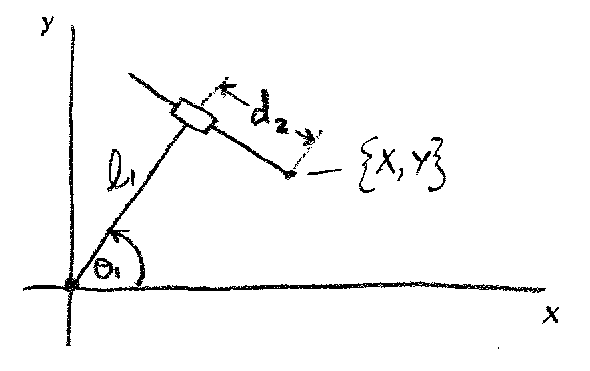 y
d₂
{X, Y}
l₁
θ₁
x